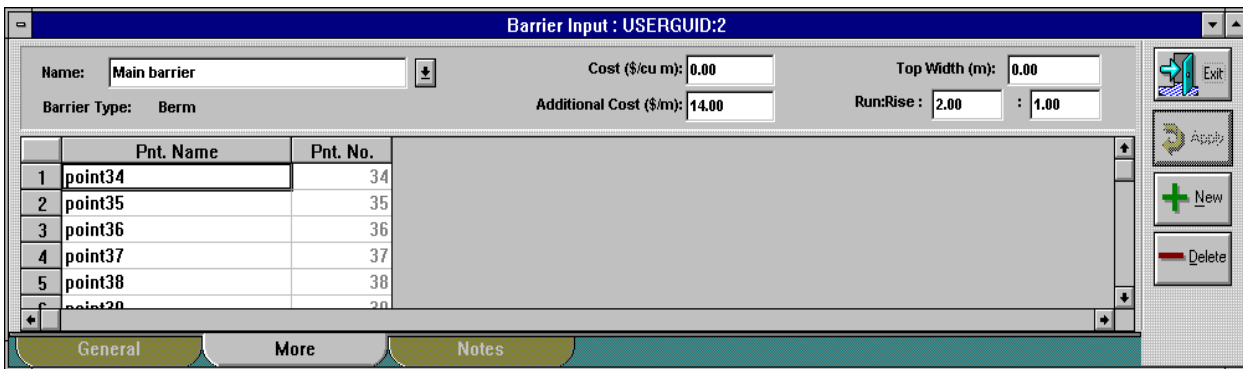 Barrier Input : USERGUID:2
Name: Main barrier Cost ($/cu m): 0.00 Top Width (m): 0.00
Barrier Type: Berm Additional Cost ($/m): 14.00 Run:Rise : 2.00 : 1.00
Exit
Apply
New
Delete
Pnt. Name Pnt. No.
1 point34 34
2 point35 35
3 point36 36
4 point37 37
5 point38 38
General More Notes